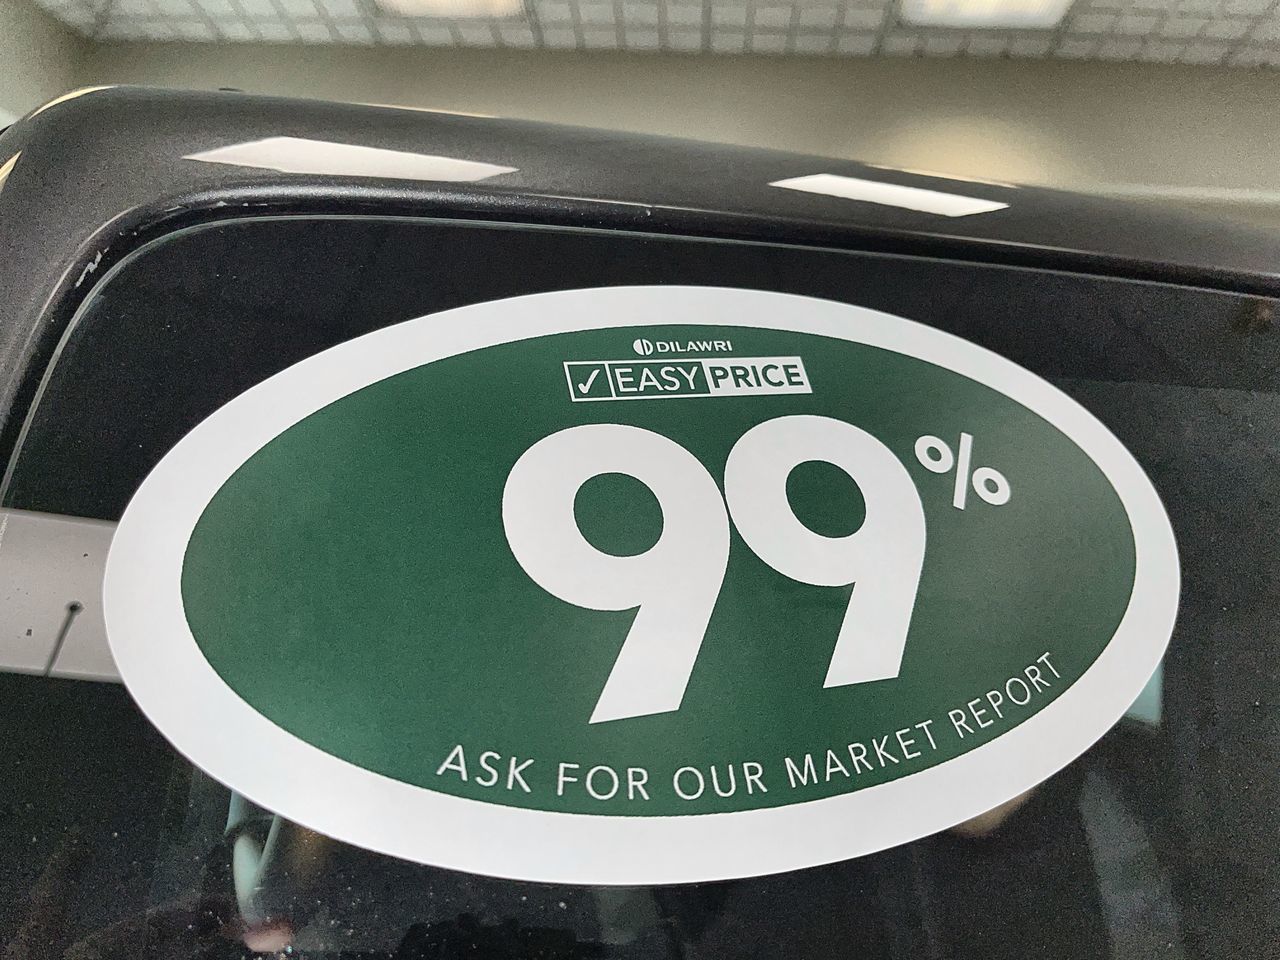 DILAWRI
✓ EASY PRICE
99%
ASK FOR OUR MARKET REPORT